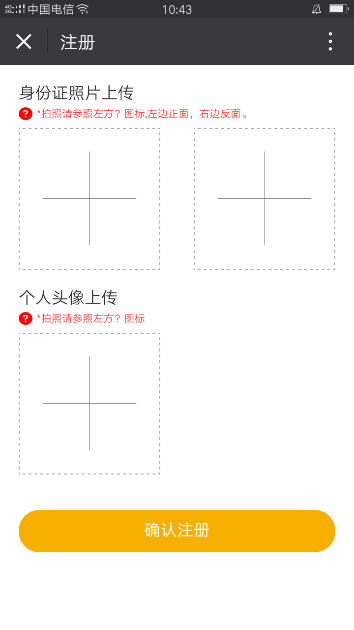 中国电信
10:43
注册
身份证照片上传
? *拍照请参照左方? 图标,左边正面，右边反面。
个人头像上传
? *拍照请参照左方? 图标
确认注册